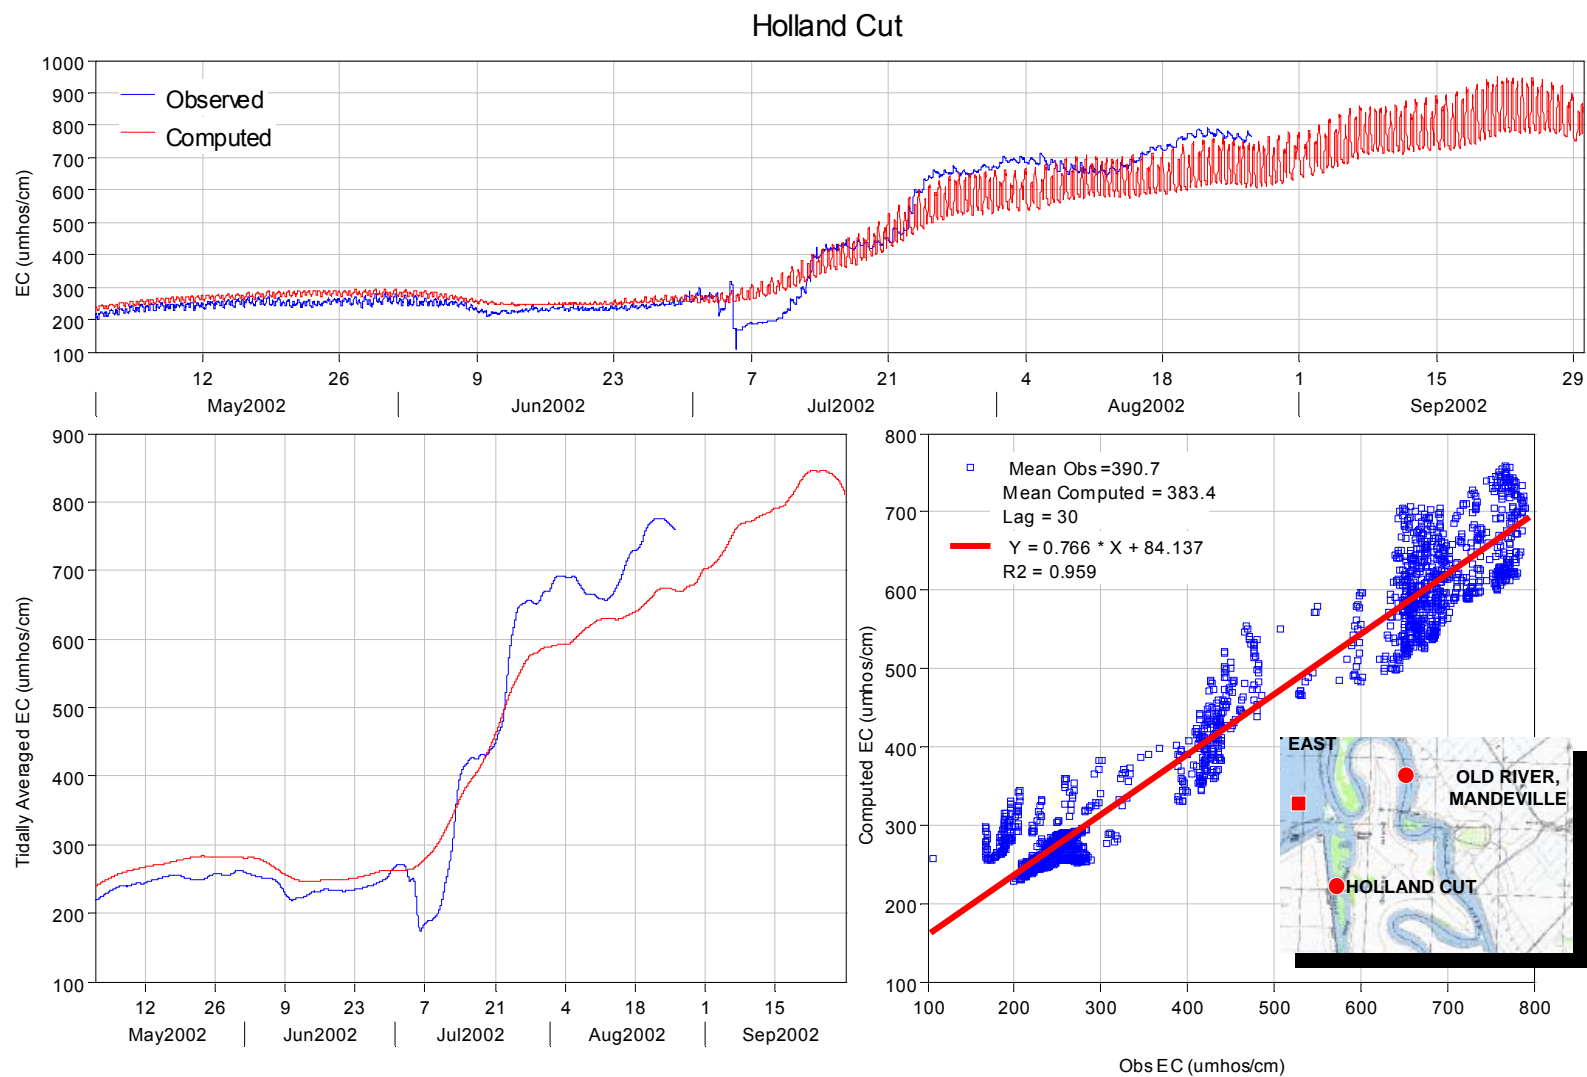 Holland Cut
1000
900
800
700
600
500
400
300
200
100
EC (umhos/cm)
Observed
Computed
12 26 9 23 7 21 4 18 1 15 29
May2002 Jun2002 Jul2002 Aug2002 Sep2002
900
800
700
600
500
400
300
200
100
Tidally Averaged EC (umhos/cm)
12 26 9 23 7 21 4 18 1 15
May2002 Jun2002 Jul2002 Aug2002 Sep2002
800
700
600
500
400
300
200
100
Computed EC (umhos/cm)
Mean Obs=390.7
Mean Computed = 383.4
Lag = 30
Y = 0.766 * X + 84.137
R2 = 0.959
EAST
OLD RIVER,
MANDEVILLE
HOLLAND CUT
100 200 300 400 500 600 700 800
Obs EC (umhos/cm)